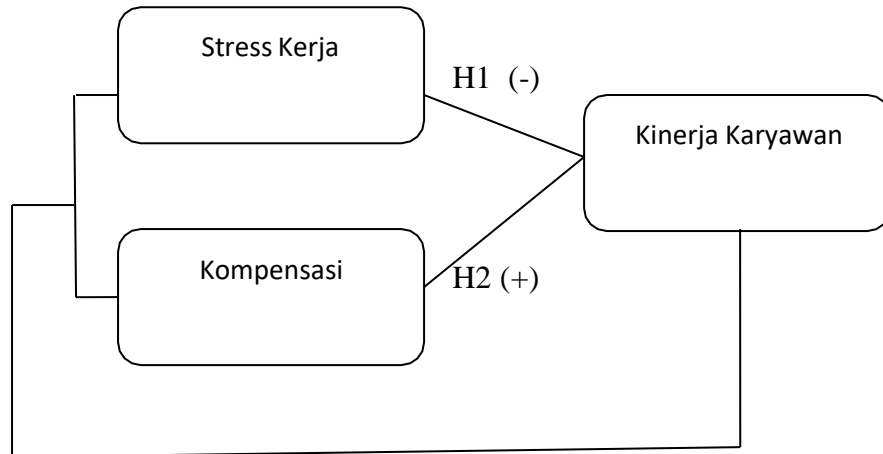 Stress Kerja
H1 (-)
Kinerja Karyawan
Kompensasi
H2 (+)